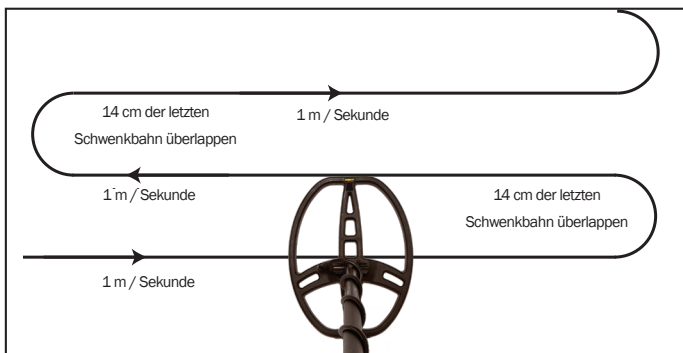 14 cm der letzten
Schwenkbahn überlappen
1 m / Sekunde
1 m / Sekunde
14 cm der letzten
Schwenkbahn überlappen
1 m / Sekunde